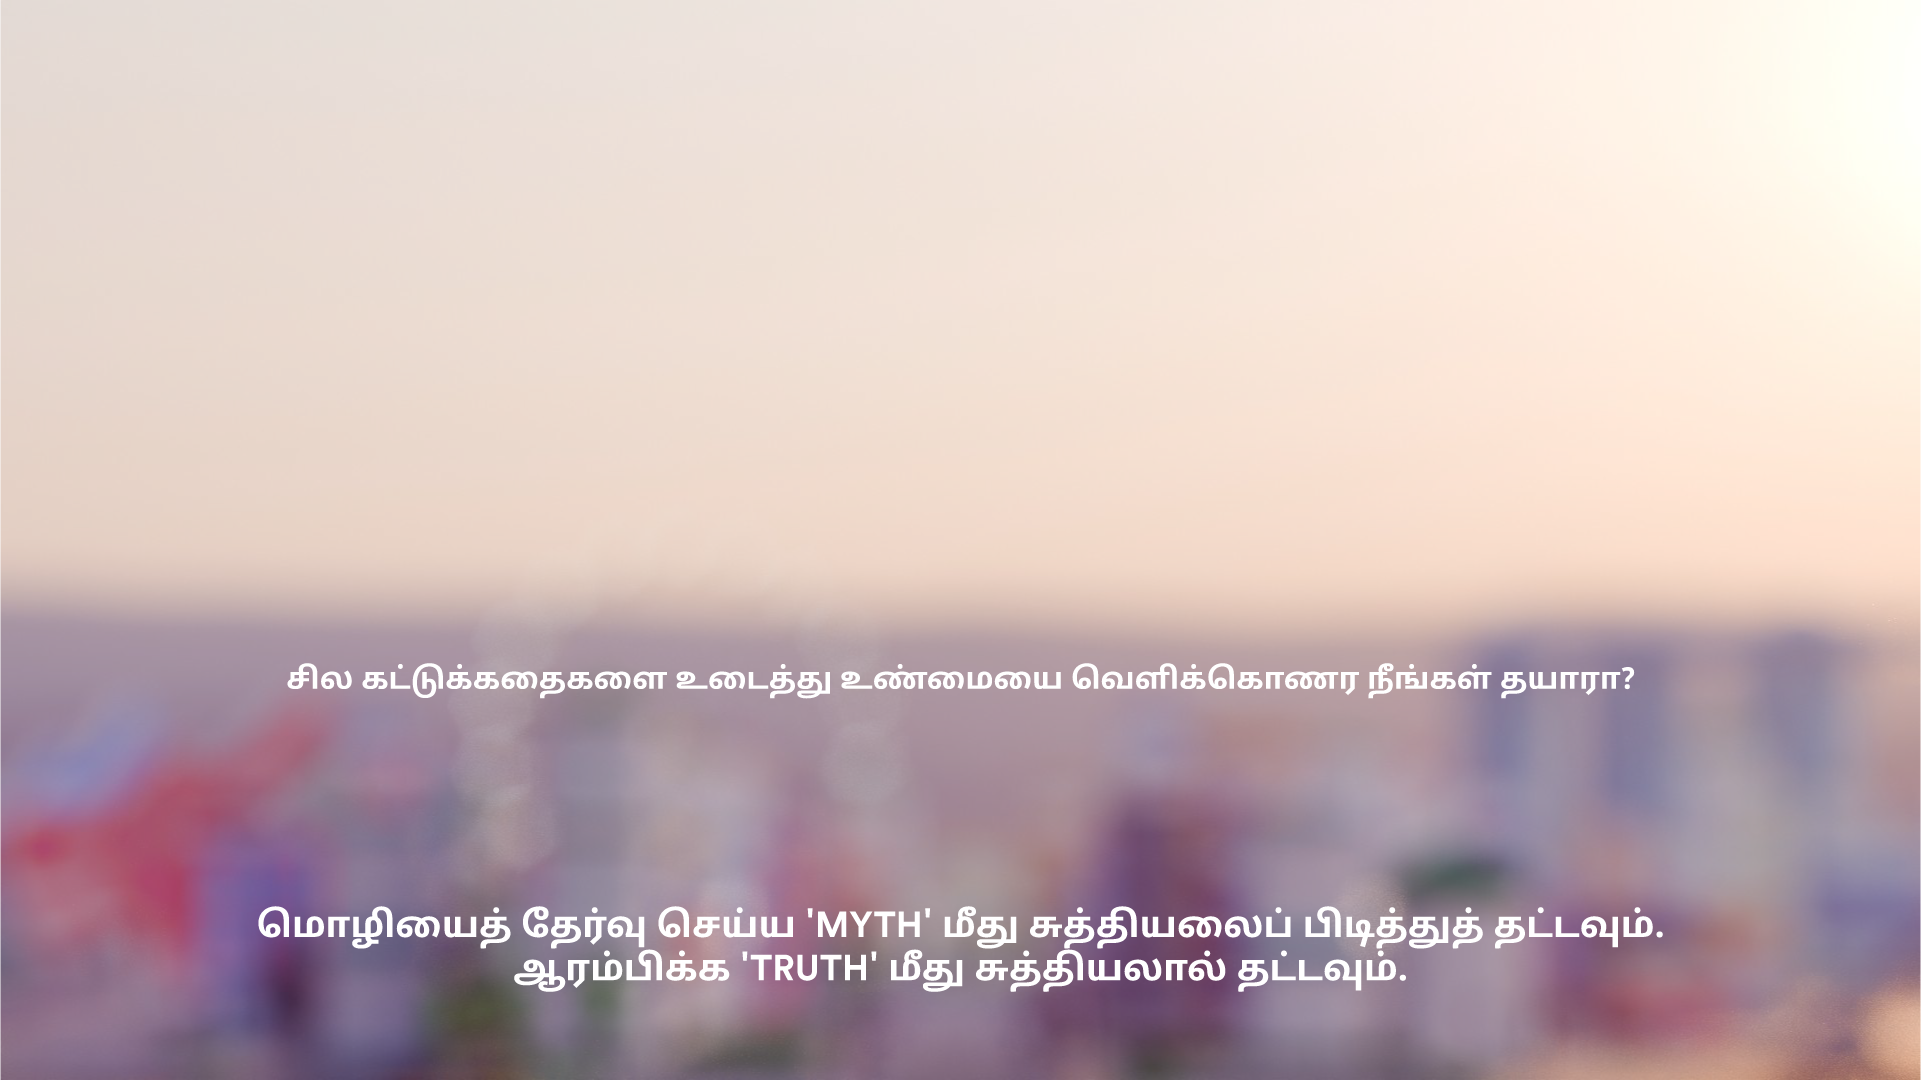 சில கட்டுக்கதைகளை உடைத்து உண்மையை வெளிக்கொணர நீங்கள் தயாரா?
மொழியைத் தேர்வு செய்ய 'MYTH' மீது சுத்தியலைப் பிடித்துத் தட்டவும்.
ஆரம்பிக்க 'TRUTH' மீது சுத்தியலால் தட்டவும்.